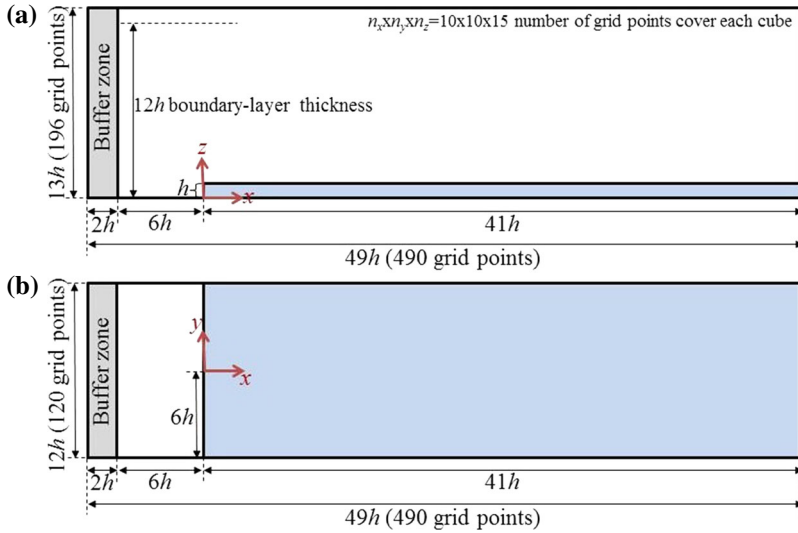 (a)
nxxnyxnz=10x10x15 number of grid points cover each cube
13h (196 grid points)
Buffer zone
12h boundary-layer thickness
z
h
x
2h
6h
41h
49h (490 grid points)
(b)
12h (120 grid points)
Buffer zone
y
x
6h
2h
6h
41h
49h (490 grid points)